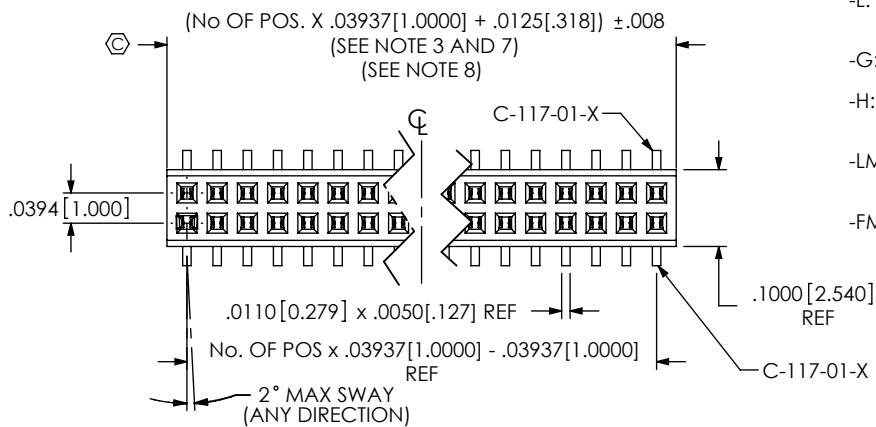 (No OF POS. X .03937[1.0000] + .0125[.318]) ±.008
(SEE NOTE 3 AND 7)
(SEE NOTE 8)
C
-L:
-G:
-H:
-LM
-FM
C-117-01-X
℄
.0394 [1.000]
.0110 [0.279] x .0050[.127] REF
.1000 [2.540]
REF
No. OF POS x .03937[1.0000] - .03937[1.0000]
REF
C-117-01-X
2° MAX SWAY
(ANY DIRECTION)